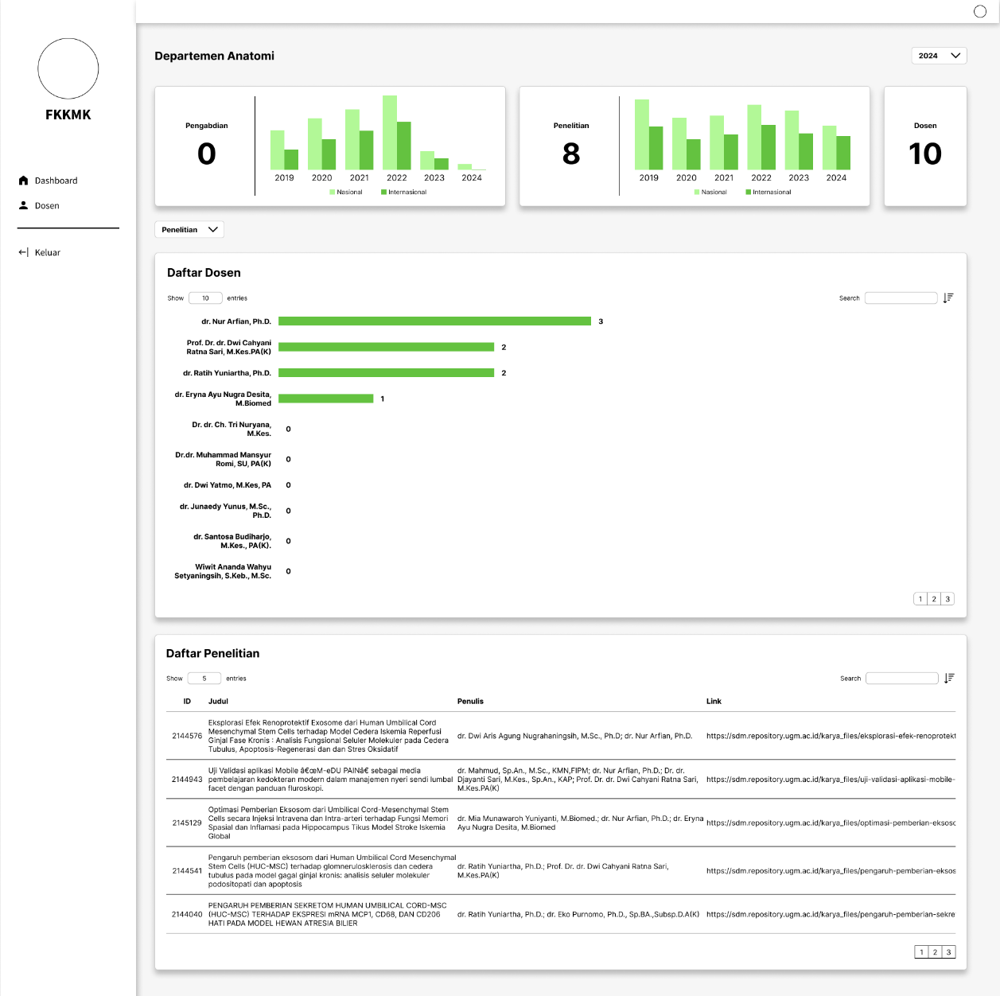 FKKMK
Dashboard
Dosen
Keluar
Departemen Anatomi
2024
Pengabdian
0
2019 2020 2021 2022 2023 2024
Nasional Internasional
Penelitian
8
2019 2020 2021 2022 2023 2024
Nasional Internasional
Dosen
10
Penelitian
Daftar Dosen
Show 10 entries
Search
dr. Nur Arfian, Ph.D. 3
Prof. Dr. dr. Dwi Cahyani
Ratna Sari, M.Kes.PA(K) 2
dr. Ratih Yuniartha, Ph.D. 2
dr. Eryna Ayu Nugra Desita,
M.Biomed 1
Dr. dr. Ch. Tri Nuryana,
M.Kes. 0
Dr.dr. Muhammad Mansyur
Romi, SU, PA(K) 0
dr. Dwi Yatmo, M.Kes, PA 0
dr. Junaedy Yunus, M.Sc.,
Ph.D. 0
dr. Santosa Budiharjo,
M.Kes., PA(K). 0
Wiwit Ananda Wahyu
Setyaningsih, S.Keb., M.Sc. 0
1 2 3
Daftar Penelitian
Show 5 entries
Search
ID Judul Penulis Link
2144576
Eksplorasi Efek Renoprotektif Exosome dari Human Umbilical Cord
Mesenchymal Stem Cells terhadap Model Cedera Iskemia Reperfusi
Ginjal Fase Kronis : Analisis Fungsional Seluler Molekuler pada Cedera
Tubulus, Apoptosis-Regenerasi dan dan Stres Oksidatif
dr. Dwi Aris Agung Nugrahaningsih, M.Sc., Ph.D; dr. Nur Arfian, Ph.D.
https://sdm.repository.ugm.ac.id/karya_files/eksplorasi-efek-renoprotekt
2144943
Uji Validasi aplikasi Mobile â€œM-eDU PAINâ€ sebagai media
pembelajaran kedokteran modern dalam manajemen nyeri sendi lumbal
facet dengan panduan fluroskopi.
dr. Mahmud, Sp.An., M.Sc., KMN,FIPM; dr. Nur Arfian, Ph.D.; Dr. dr.
Djayanti Sari, M.Kes., Sp.An., KAP; Prof. Dr. dr. Dwi Cahyani Ratna Sari,
M.Kes.PA(K)
https://sdm.repository.ugm.ac.id/karya_files/uji-validasi-aplikasi-mobile-
2145129
Optimasi Pemberian Eksosom dari Umbilical Cord-Mesenchymal Stem
Cells secara Injeksi Intravena dan Intra-arteri terhadap Fungsi Memori
Spasial dan Inflamasi pada Hippocampus Tikus Model Stroke Iskemia
Global
dr. Mia Munawaroh Yuniyanti, M.Biomed.; dr. Nur Arfian, Ph.D.; dr. Eryna
Ayu Nugra Desita, M.Biomed
https://sdm.repository.ugm.ac.id/karya_files/optimasi-pemberian-eksosc
2144541
Pengaruh pemberian eksosom dari Human Umbilical Cord Mesenchymal
Stem Cells (HUC-MSC) terhadap glomnerulosklerosis dan cedera
tubulus pada model gagal ginjal kronis: analisis seluler molekuler
podositopati dan apoptosis
dr. Ratih Yuniartha, Ph.D.; Prof. Dr. dr. Dwi Cahyani Ratna Sari,
M.Kes.PA(K)
https://sdm.repository.ugm.ac.id/karya_files/pengaruh-pemberian-eksos
2144040
PENGARUH PEMBERIAN SEKRETOM HUMAN UMBILICAL CORD-MSC
(HUC-MSC) TERHADAP EKSPRESI mRNA MCP1, CD68, DAN CD206
HATI PADA MODEL HEWAN ATRESIA BILIER
dr. Ratih Yuniartha, Ph.D.; dr. Eko Purnomo, Ph.D., Sp.BA.,Subsp.D.A(K)
https://sdm.repository.ugm.ac.id/karya_files/pengaruh-pemberian-sekre
1 2 3